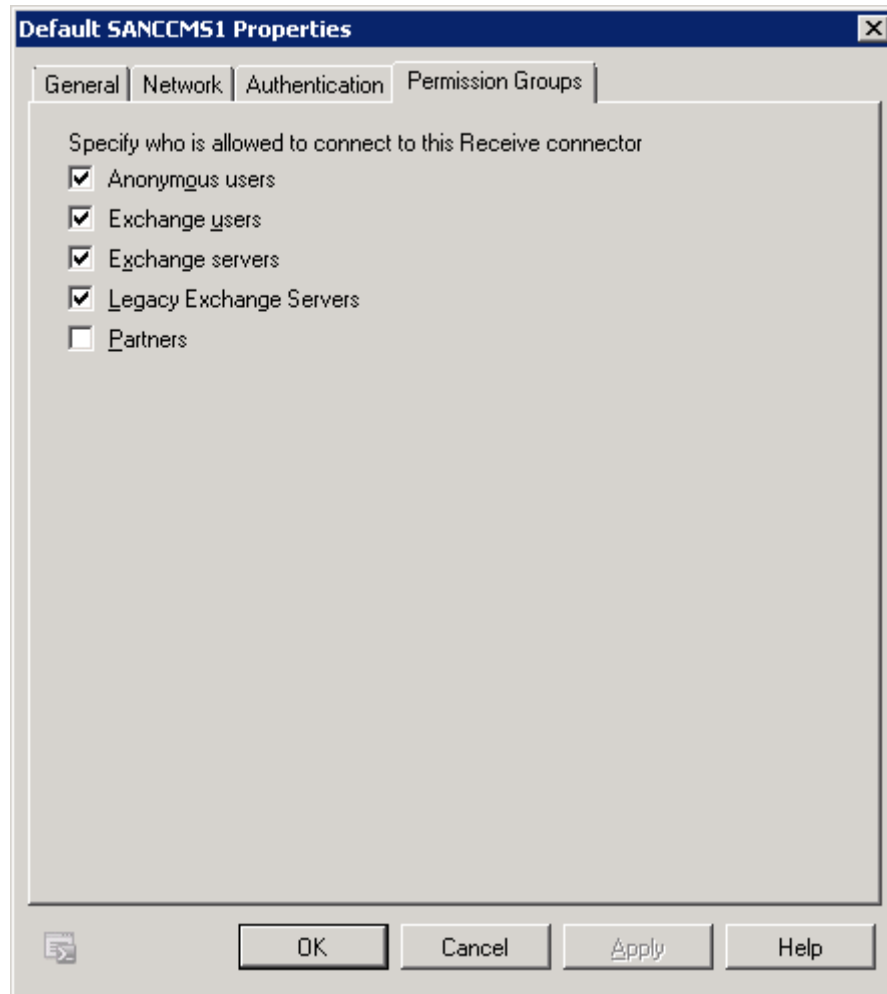 Default SANCCMS1 Properties
General Network Authentication Permission Groups
Specify who is allowed to connect to this Receive connector
Anonymous users
Exchange users
Exchange servers
Legacy Exchange Servers
Partners
OK Cancel Apply Help